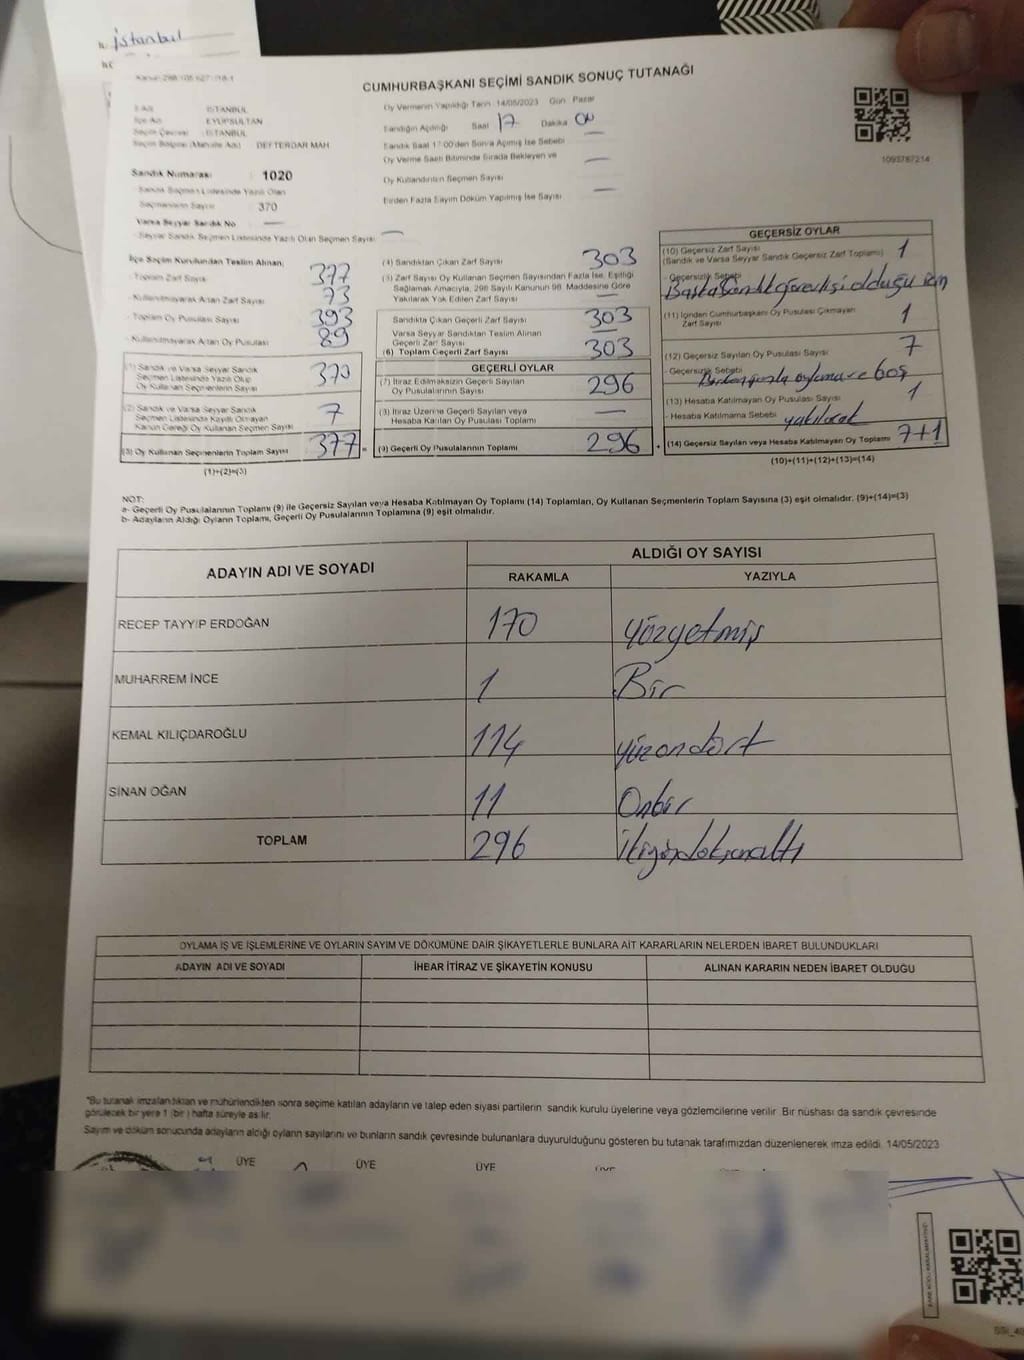 İstanbul
CUMHURBAŞKANI SEÇİMİ SANDIK SONUÇ TUTANAĞI
Oy Vermenin Yapıldığı Tarih : 14/05/2023 Gün : Pazar
Sandığın Açıldığı Saat 17 Dakika 00
Sandık Saat 17:00'den Sonra Açılmış İse Sebebi
Oy Verme Saati Bitiminde Sırada Bekleyen ve
Oy Kullandırılan Seçmen Sayısı
Birden Fazla Sayım Döküm Yapılmış İse Sayısı
1093787214
İl Adı : İSTANBUL
İlçe Adı : EYÜPSULTAN
Seçim Çevresi : İSTANBUL
Seçim Bölgesi (Mahalle Adı) : DEFTERDAR MAH.
Sandık Numarası : 1020
Sandık Seçmen Listesinde Yazılı Olan
Seçmenlerin Sayısı : 370
Varsa Seyyar Sandık No
- Seyyar Sandık Seçmen Listesinde Yazılı Olan Seçmen Sayısı:
İlçe Seçim Kurulundan Teslim Alınan;
- Toplam Zarf Sayısı 377
- Kullanılmayarak Artan Zarf Sayısı 73
- Toplam Oy Pusulası Sayısı 393
- Kullanılmayarak Artan Oy Pusulası 89
(1) Sandık ve Varsa Seyyar Sandık
Seçmen Listesinde Yazılı Olup
Oy Kullanan Seçmenlerin Sayısı 370
(2) Sandık ve Varsa Seyyar Sandık
Seçmen Listesinde Kayıtlı Olmayan
Kanun Gereği Oy Kullanan Seçmen Sayısı 7
(3) Oy Kullanan Seçmenlerin Toplam Sayısı 377 =
(1)+(2)=(3)
(4) Sandıktan Çıkan Zarf Sayısı 303
(5) Zarf Sayısı Oy Kullanan Seçmen Sayısından Fazla İse, Eşitliği
Sağlamak Amacıyla, 298 Sayılı Kanunun 98. Maddesine Göre
Yakılarak Yok Edilen Zarf Sayısı —
Sandıkta Çıkan Geçerli Zarf Sayısı 303
Varsa Seyyar Sandıktan Teslim Alınan
Geçerli Zarf Sayısı —
(6) Toplam Geçerli Zarf Sayısı 303
GEÇERLİ OYLAR
(7) İtiraz Edilmeksizin Geçerli Sayılan
Oy Pusulalarının Sayısı 296
(8) İtiraz Üzerine Geçerli Sayılan veya
Hesaba Katılan Oy Pusulası Toplamı —
(9) Geçerli Oy Pusulalarının Toplamı 296 +
GEÇERSİZ OYLAR
(10) Geçersiz Zarf Sayısı
(Sandık ve Varsa Seyyar Sandık Geçersiz Zarf Toplamı) 1
- Geçersizlik Sebebi
Başka Sandık görevlisi olduğu için
(11) İçinden Cumhurbaşkanı Oy Pusulası Çıkmayan
Zarf Sayısı 1
(12) Geçersiz Sayılan Oy Pusulası Sayısı 7
- Geçersizlik Sebebi
oylama ve boş
(13) Hesaba Katılmayan Oy Pusulası Sayısı 1
- Hesaba Katılmama Sebebi yakılacak
(14) Geçersiz Sayılan veya Hesaba Katılmayan Oy Toplamı 7+1
(10)+(11)+(12)+(13)=(14)
NOT:
a- Geçerli Oy Pusulalarının Toplamı (9) ile Geçersiz Sayılan veya Hesaba Katılmayan Oy Toplamı (14) Toplamları, Oy Kullanan Seçmenlerin Toplam Sayısına (3) eşit olmalıdır. (9)+(14)=(3)
b- Adayların Aldığı Oyların Toplamı, Geçerli Oy Pusulalarının Toplamına (9) eşit olmalıdır.
ADAYIN ADI VE SOYADI
ALDIĞI OY SAYISI
RAKAMLA YAZIYLA
RECEP TAYYIP ERDOĞAN 170 yüzyetmiş
MUHARREM İNCE 1 Bir
KEMAL KILIÇDAROĞLU 114 yüzondört
SİNAN OĞAN 11 Onbir
TOPLAM 296 ikiyüzdoksanaltı
OYLAMA İŞ VE İŞLEMLERİNE VE OYLARIN SAYIM VE DÖKÜMÜNE DAİR ŞİKAYETLERLE BUNLARA AİT KARARLARIN NELERDEN İBARET BULUNDUKLARI
ADAYIN ADI VE SOYADI İHBAR İTİRAZ VE ŞİKAYETİN KONUSU ALINAN KARARIN NEDEN İBARET OLDUĞU
*Bu tutanak imzalandıktan ve mühürlendikten sonra seçime katılan adayların ve talep eden siyasi partilerin sandık kurulu üyelerine veya gözlemcilerine verilir. Bir nüshası da sandık çevresinde
görülecek bir yere 1 (bir) hafta süreyle asılır.
Sayım ve döküm sonucunda adayların aldığı oyların sayılarını ve bunların sandık çevresinde bulunanlara duyurulduğunu gösteren bu tutanak tarafımızdan düzenlenerek imza edildi. 14/05/2023
ÜYE ÜYE ÜYE